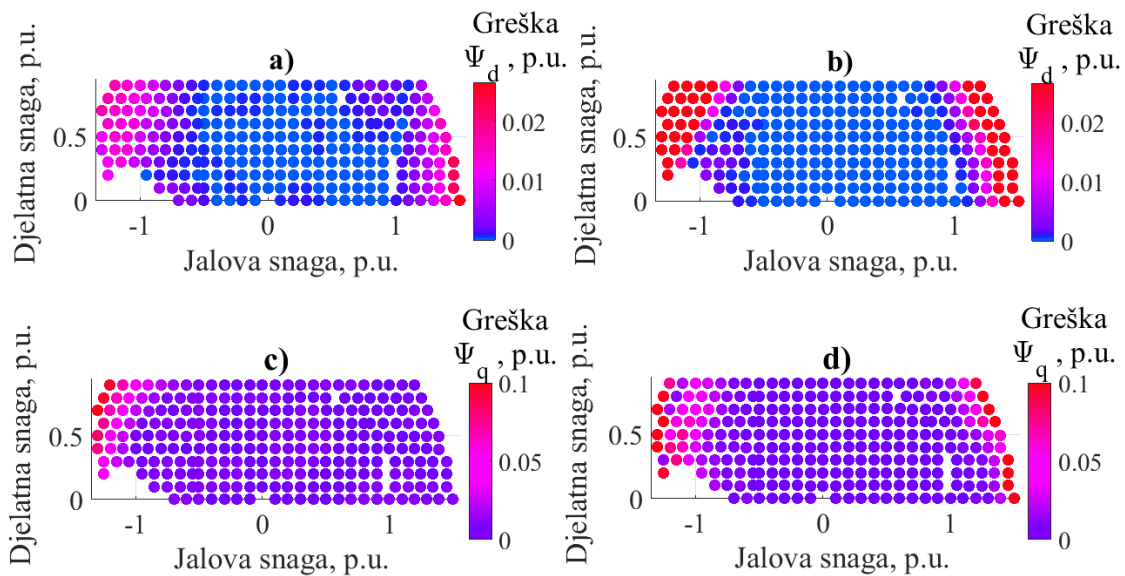 a)
Greška
Ψd , p.u.
Djelatna snaga, p.u.
0.5
0
-1
0
1
Jalova snaga, p.u.
0.02
0.01
0
b)
Greška
Ψd , p.u.
Djelatna snaga, p.u.
0.5
0
-1
0
1
Jalova snaga, p.u.
0.02
0.01
0
c)
Greška
Ψq , p.u.
Djelatna snaga, p.u.
0.5
0
-1
0
1
Jalova snaga, p.u.
0.1
0.05
0
d)
Greška
Ψq , p.u.
Djelatna snaga, p.u.
0.5
0
-1
0
1
Jalova snaga, p.u.
0.1
0.05
0